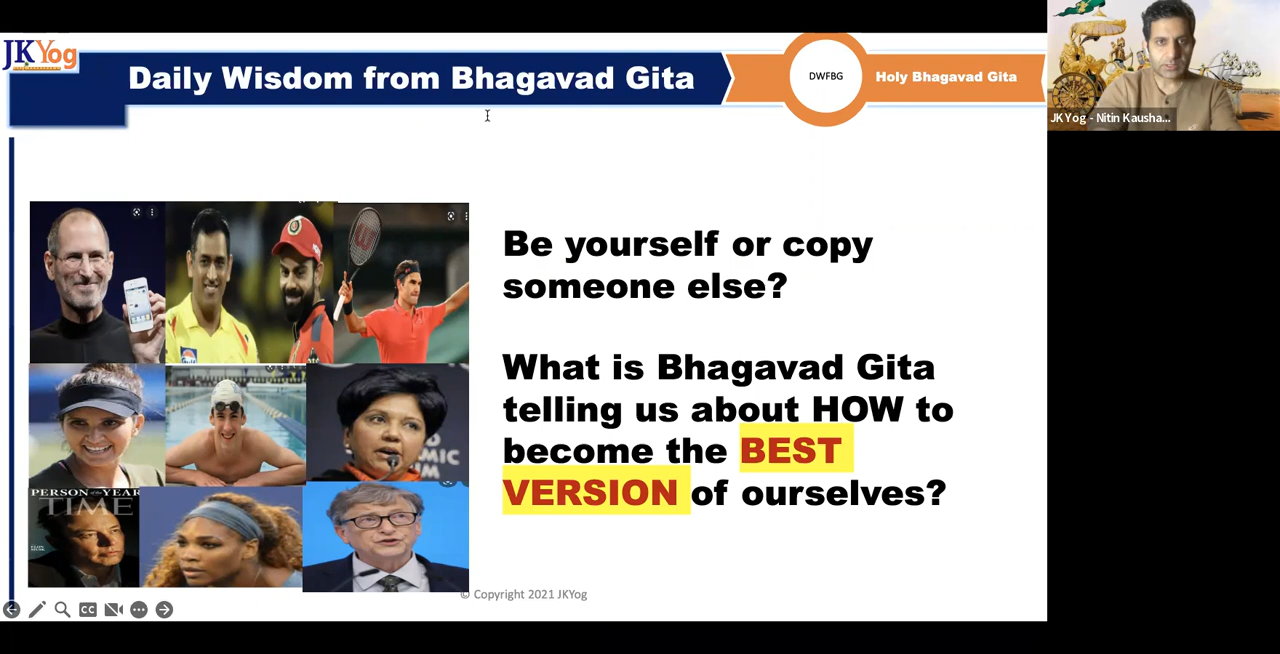 JKYog
Daily Wisdom from Bhagavad Gita
DWFBG
Holy Bhagavad Gita
JKYog - Nitin Kausha...
Be yourself or copy
someone else?
What is Bhagavad Gita
telling us about HOW to
become the BEST
VERSION of ourselves?
PERSON of the YEAR
TIME
© Copyright 2021 JKYog
CC